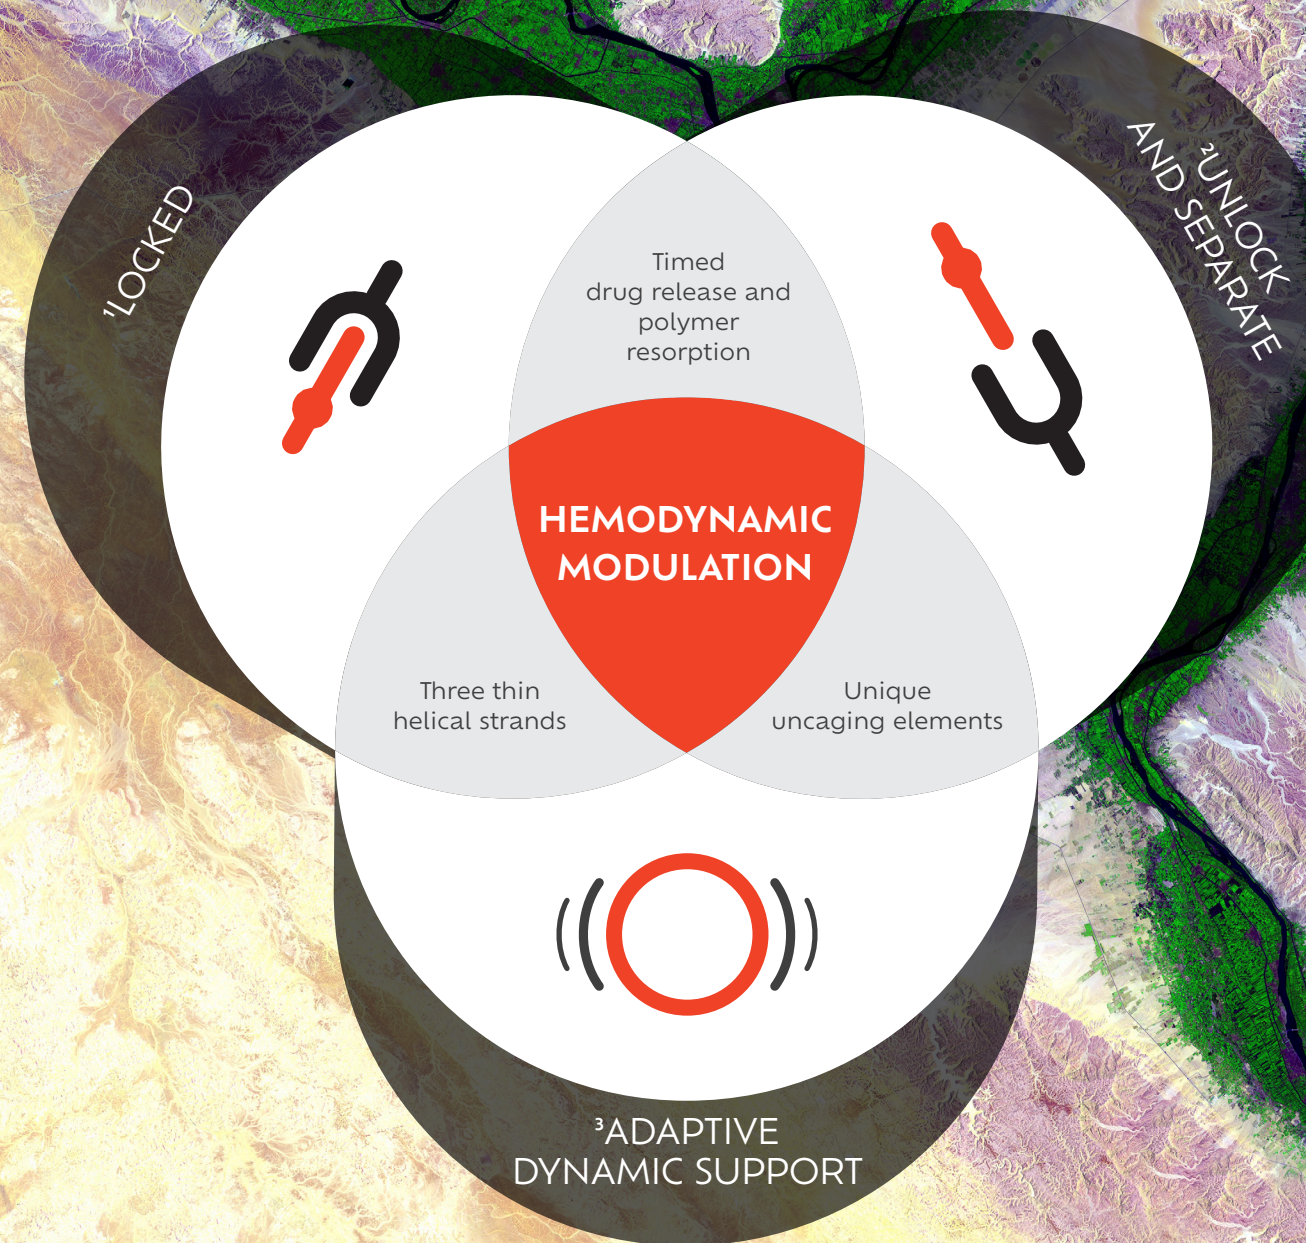 ¹LOCKED
²UNLOCK
AND SEPARATE
Timed
drug release and
polymer
resorption
HEMODYNAMIC
MODULATION
Three thin
helical strands
Unique
uncaging elements
³ADAPTIVE
DYNAMIC SUPPORT